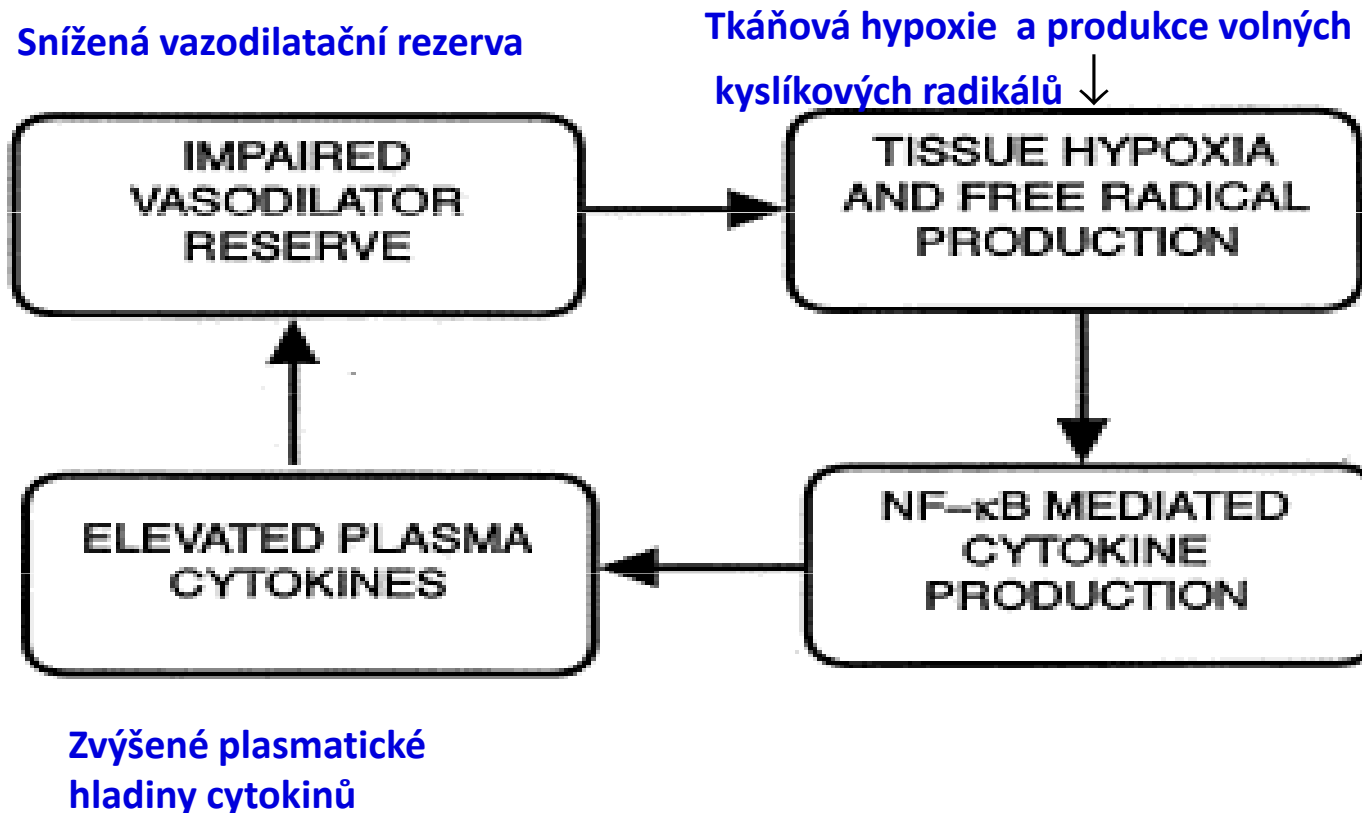 Snížená vazodilatační rezerva
Tkáňová hypoxie a produkce volných
kyslíkových radikálů ↓
IMPAIRED
VASODILATOR
RESERVE
TISSUE HYPOXIA
AND FREE RADICAL
PRODUCTION
ELEVATED PLASMA
CYTOKINES
NF-κB MEDIATED
CYTOKINE
PRODUCTION
Zvýšené plasmatické
hladiny cytokinů